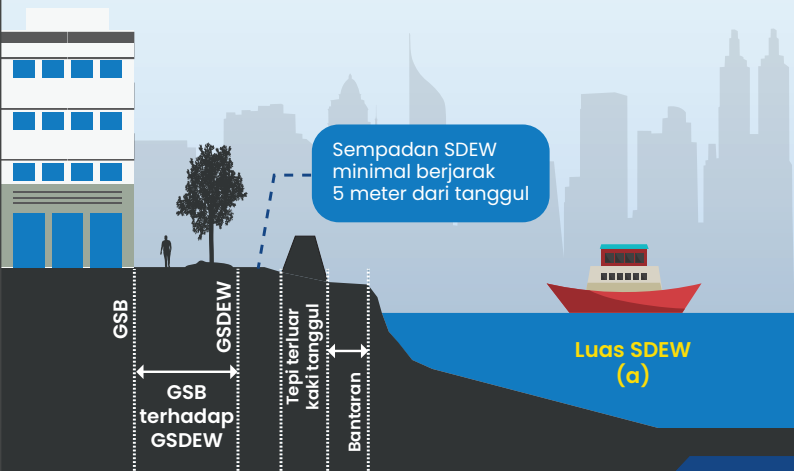 Sempadan SDEW
minimal berjarak
5 meter dari tanggul
GSB
GSDEW
Tepi terluar
kaki tanggul
Bantaran
GSB
terhadap
GSDEW
Luas SDEW
(a)